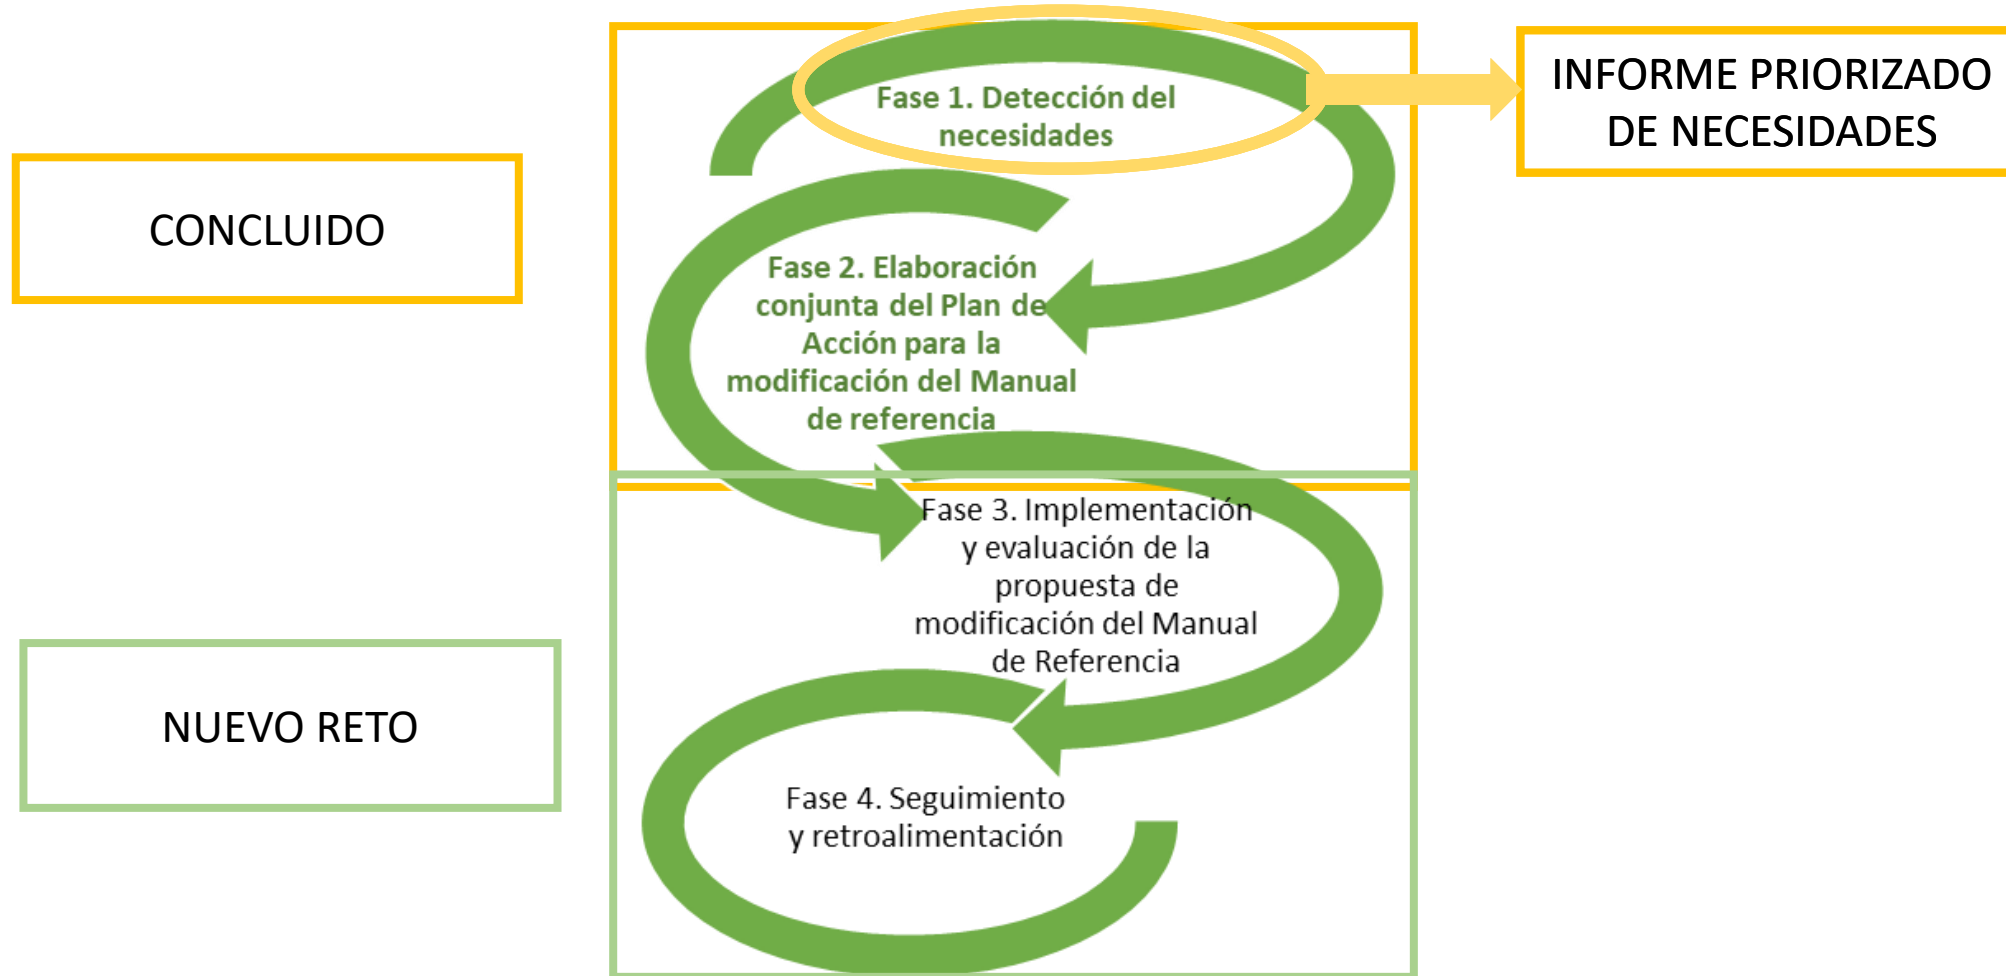 Fase 1. Detección del
necesidades
INFORME PRIORIZADO
DE NECESIDADES
CONCLUIDO
Fase 2. Elaboración
conjunta del Plan de
Acción para la
modificación del Manual
de referencia
Fase 3. Implementación
y evaluación de la
propuesta de
modificación del Manual
de Referencia
NUEVO RETO
Fase 4. Seguimiento
y retroalimentación